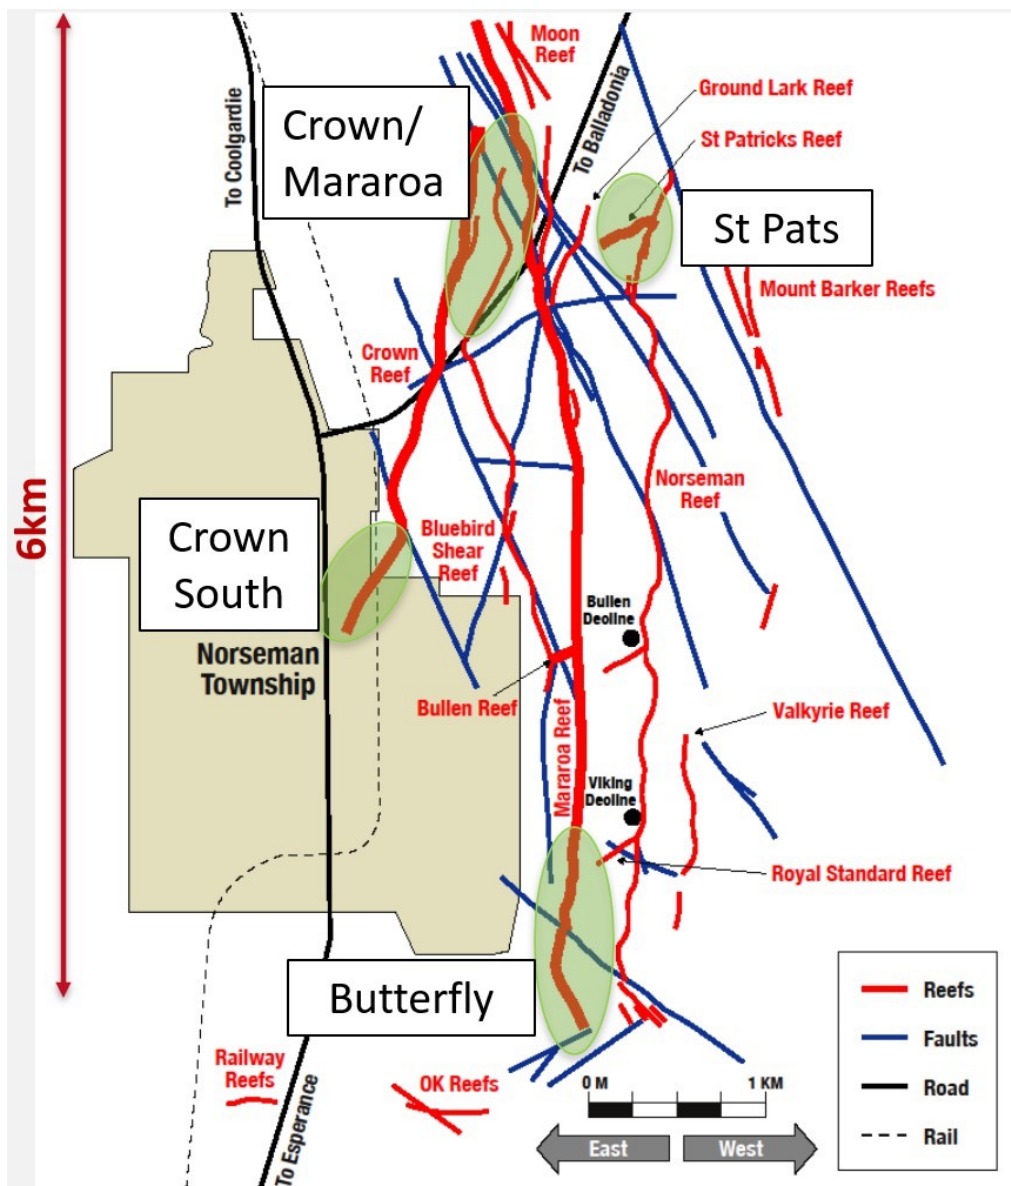 Moon
Reef
To Coolgardie
Crown/
Mararoa
To Balladonia
Ground Lark Reef
St Patricks Reef
St Pats
Mount Barker Reefs
Crown
Reef
6km
Norseman
Reef
Crown
South
Bluebird
Shear
Reef
Bullen
Deoline
Norseman
Township
Bullen Reef
Mararoa Reef
Valkyrie Reef
Viking
Deoline
Royal Standard Reef
Butterfly
Reefs
Faults
Road
Rail
Railway
Reefs
OK Reefs
To Esperance
0 M
1 KM
East
West